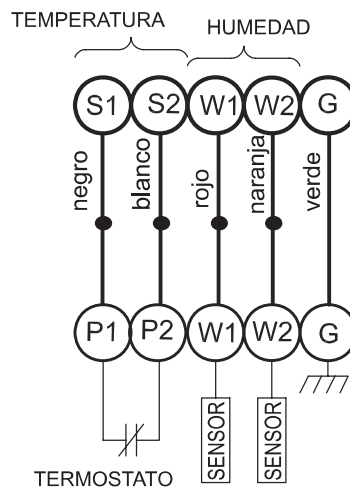 TEMPERATURA
HUMEDAD
S1 S2 W1 W2 G
negro blanco rojo naranja verde
P1 P2 W1 W2 G
SENSOR SENSOR
TERMOSTATO